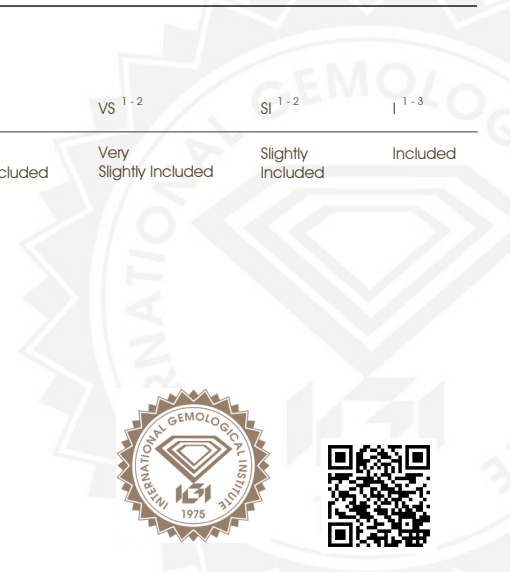 VS 1 - 2
SI 1 - 2
I 1 - 3
cluded
Very
Slightly Included
Slightly
Included
Included
INTERNATIONAL GEMOLOGICAL INSTITUTE
IGI
1975